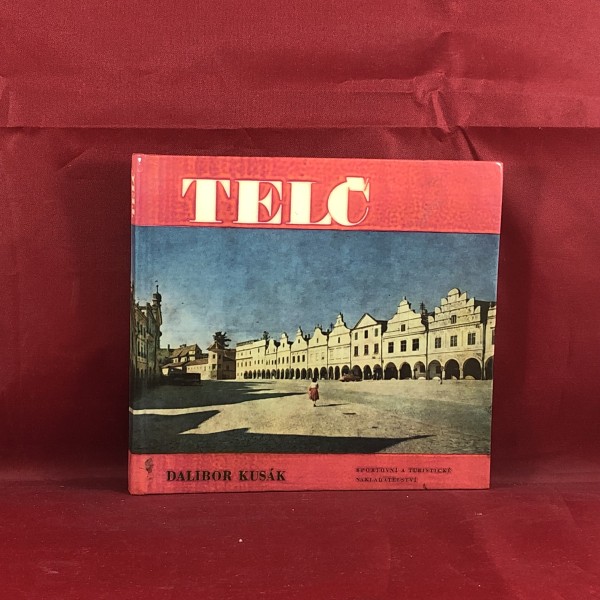 TELČ
DALIBOR KUSÁK
SPORTOVNÍ A TURISTICKÉ
NAKLADATELSTVÍ